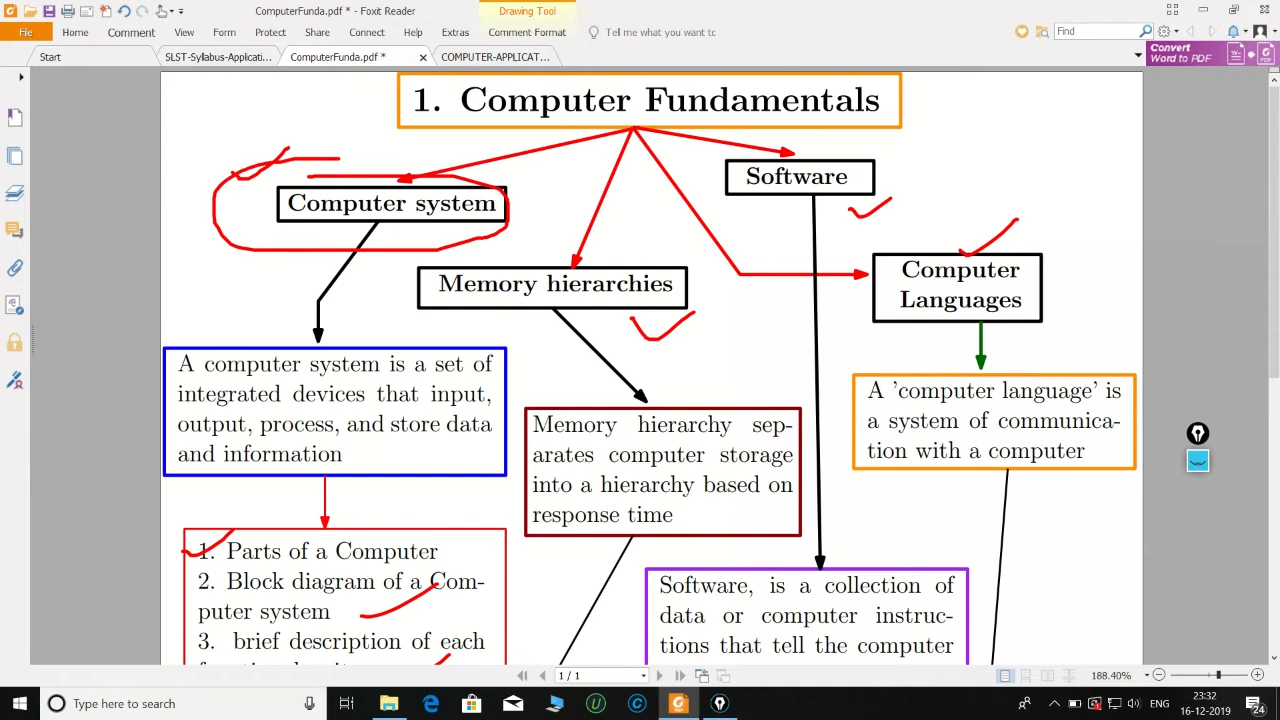 ComputerFunda.pdf * - Foxit Reader
Drawing Tool
File
Home
Comment
View
Form
Protect
Share
Connect
Help
Extras
Comment Format
Tell me what you want to
Find
Start
SLST-Syllabus-Applicati...
ComputerFunda.pdf *
COMPUTER-APPLICAT...
Convert
Word to PDF
1. Computer Fundamentals
Software
Computer system
Computer
Languages
Memory hierarchies
A computer system is a set of
integrated devices that input,
output, process, and store data
and information
A 'computer language' is
a system of communica-
tion with a computer
Memory hierarchy sep-
arates computer storage
into a hierarchy based on
response time
1. Parts of a Computer
2. Block diagram of a Com-
puter system
3. brief description of each
Software, is a collection of
data or computer instruc-
tions that tell the computer
1 / 1
188.40%
Type here to search
ENG
23:32
16-12-2019
24